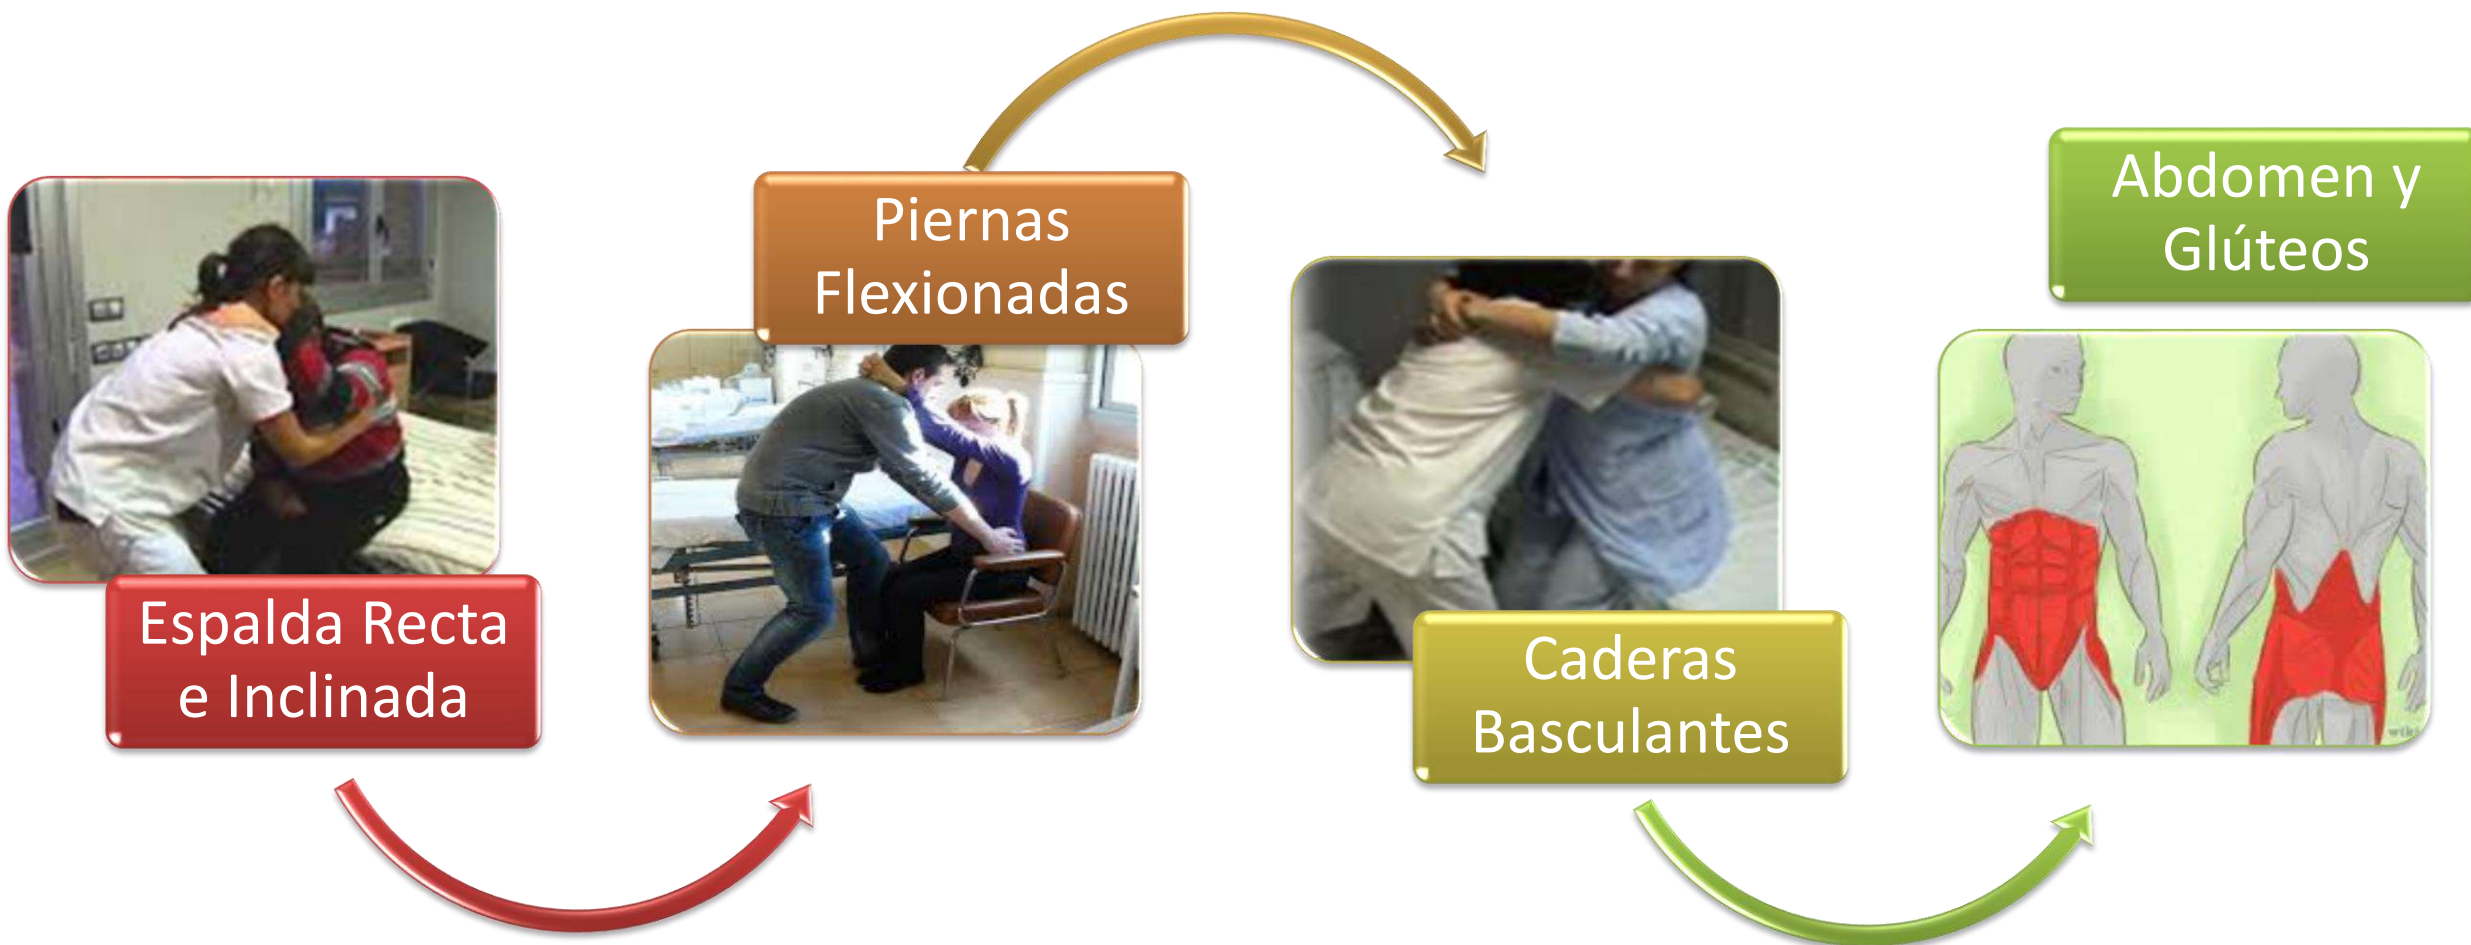 Espalda Recta
e Inclinada
Piernas
Flexionadas
Caderas
Basculantes
Abdomen y
Glúteos